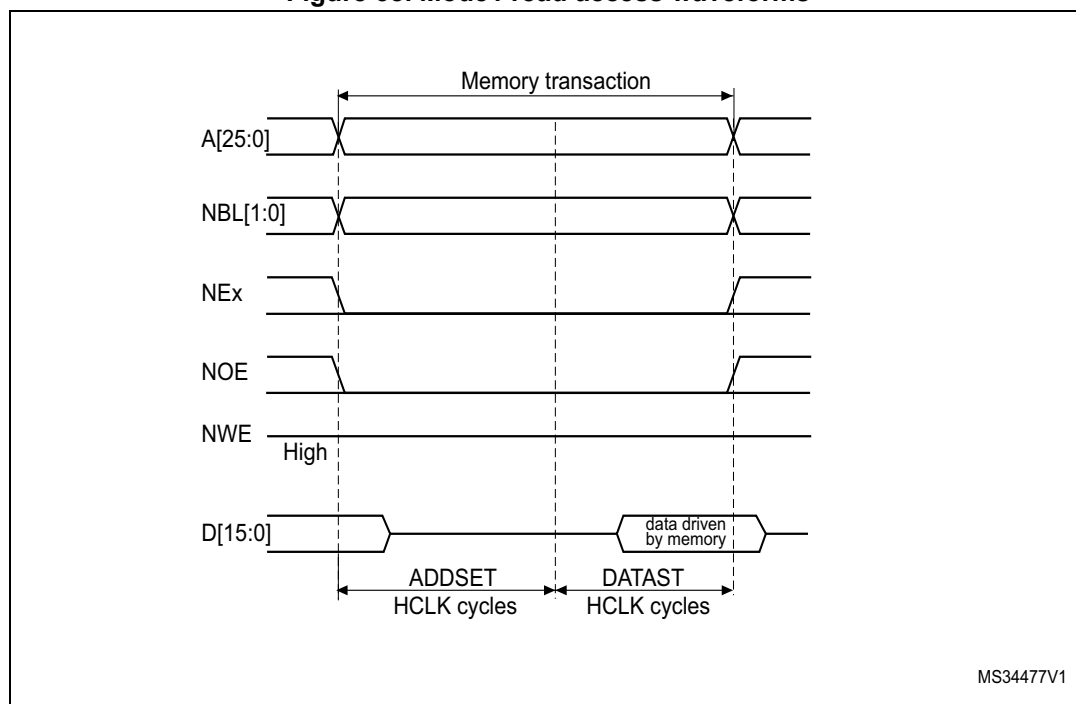 Memory transaction
A[25:0]
NBL[1:0]
NEx
NOE
NWE
High
D[15:0]
data driven
by memory
ADDSET DATAST
HCLK cycles HCLK cycles
MS34477V1